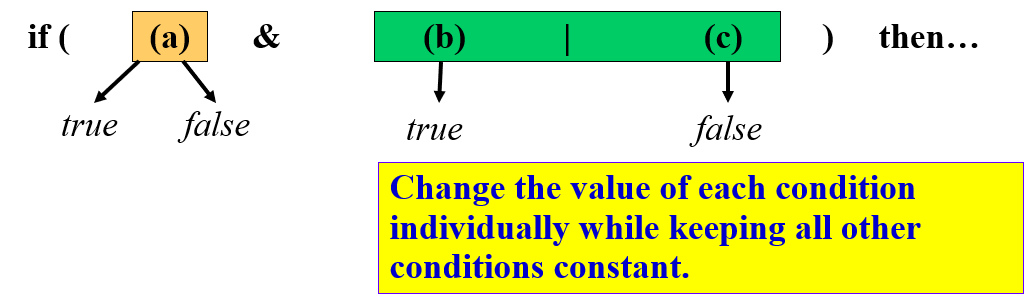 if ( (a) & (b) | (c) ) then…
true false true false
Change the value of each condition
individually while keeping all other
conditions constant.